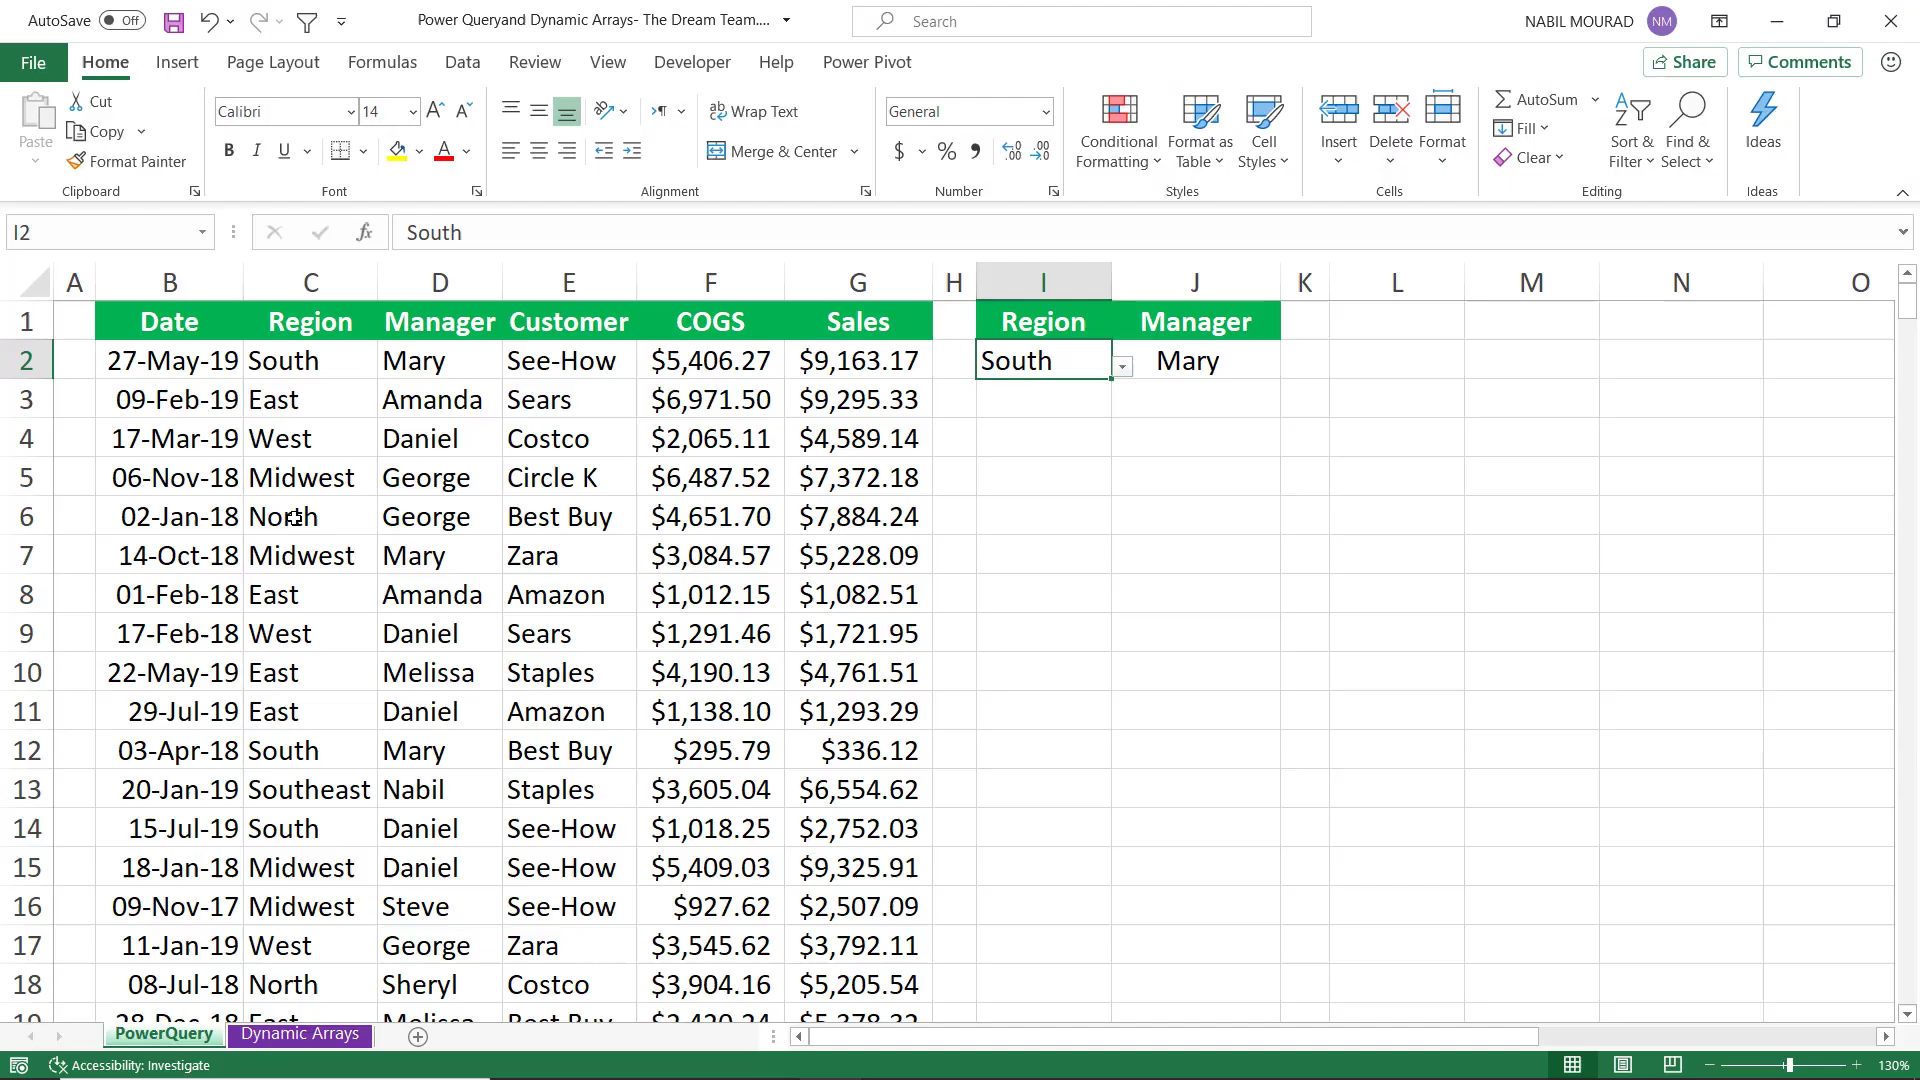 AutoSave Off Power Queryand Dynamic Arrays- The Dream Team.... Search NABIL MOURAD NM
File Home Insert Page Layout Formulas Data Review View Developer Help Power Pivot Share Comments
Paste Cut Copy Format Painter Clipboard
Calibri 14 B I U A Font
Wrap Text Merge & Center Alignment
General $ % Number
Conditional Formatting Format as Table Cell Styles Styles
Insert Delete Format Cells
AutoSum Fill Clear Sort & Filter Find & Select Editing
Ideas Ideas
I2 fx South
A B C D E F G H I J K L M N O
1 Date Region Manager Customer COGS Sales Region Manager
2 27-May-19 South Mary See-How $5,406.27 $9,163.17 South Mary
3 09-Feb-19 East Amanda Sears $6,971.50 $9,295.33
4 17-Mar-19 West Daniel Costco $2,065.11 $4,589.14
5 06-Nov-18 Midwest George Circle K $6,487.52 $7,372.18
6 02-Jan-18 North George Best Buy $4,651.70 $7,884.24
7 14-Oct-18 Midwest Mary Zara $3,084.57 $5,228.09
8 01-Feb-18 East Amanda Amazon $1,012.15 $1,082.51
9 17-Feb-18 West Daniel Sears $1,291.46 $1,721.95
10 22-May-19 East Melissa Staples $4,190.13 $4,761.51
11 29-Jul-19 East Daniel Amazon $1,138.10 $1,293.29
12 03-Apr-18 South Mary Best Buy $295.79 $336.12
13 20-Jan-19 Southeast Nabil Staples $3,605.04 $6,554.62
14 15-Jul-19 South Daniel See-How $1,018.25 $2,752.03
15 18-Jan-18 Midwest Daniel See-How $5,409.03 $9,325.91
16 09-Nov-17 Midwest Steve See-How $927.62 $2,507.09
17 11-Jan-19 West George Zara $3,545.62 $3,792.11
18 08-Jul-18 North Sheryl Costco $3,904.16 $5,205.54
19 28-Dec-18 East Melissa Best Buy
PowerQuery Dynamic Arrays
Accessibility: Investigate 130%